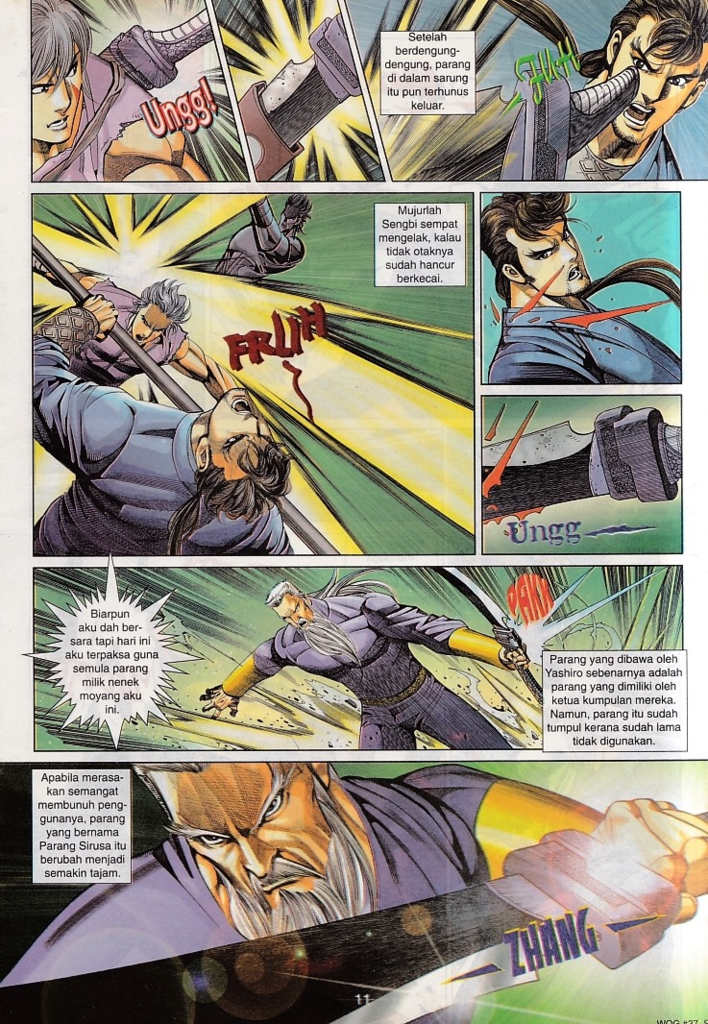 Ungg!
Setelah
berdengung-
dengung, parang
di dalam sarung
itu pun terhunus
keluar.
FUH
Mujurlah
Sengbi sempat
mengelak, kalau
tidak otaknya
sudah hancur
berkecai.
FRUH
Ungg
Biarpun
aku dah ber-
sara tapi hari ini
aku terpaksa guna
semula parang
milik nenek
moyang aku
ini.
PAK!
Parang yang dibawa oleh
Yashiro sebenarnya adalah
parang yang dimiliki oleh
ketua kumpulan mereka.
Namun, parang itu sudah
tumpul kerana sudah lama
tidak digunakan.
Apabila merasa-
kan semangat
membunuh peng-
gunanya, parang
yang bernama
Parang Sirusa itu
berubah menjadi
semakin tajam.
ZHANG
11